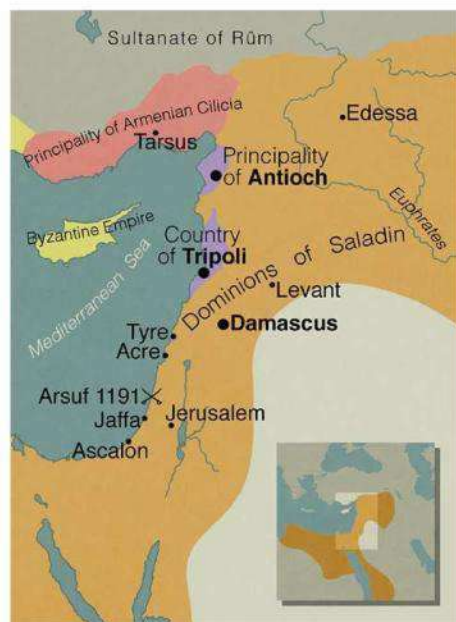 Sultanate of Rûm
Principality of Armenian Cilicia
Tarsus
Edessa
Principality
of Antioch
Euphrates
Byzantine Empire
Mediterranean Sea
Country
of Tripoli
Dominions of Saladin
Levant
Damascus
Tyre
Acre
Arsuf 1191
Jaffa
Jerusalem
Ascalon